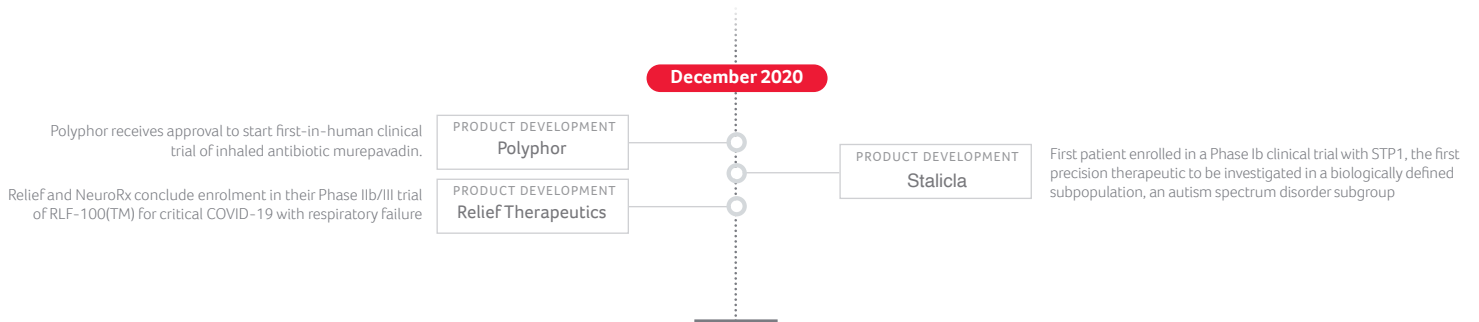 December 2020
Polyphor receives approval to start first-in-human clinical
trial of inhaled antibiotic murepavadin.
PRODUCT DEVELOPMENT
Polyphor
PRODUCT DEVELOPMENT
Stalicla
First patient enrolled in a Phase Ib clinical trial with STP1, the first
precision therapeutic to be investigated in a biologically defined
subpopulation, an autism spectrum disorder subgroup
Relief and NeuroRx conclude enrolment in their Phase IIb/III trial
of RLF-100(TM) for critical COVID-19 with respiratory failure
PRODUCT DEVELOPMENT
Relief Therapeutics